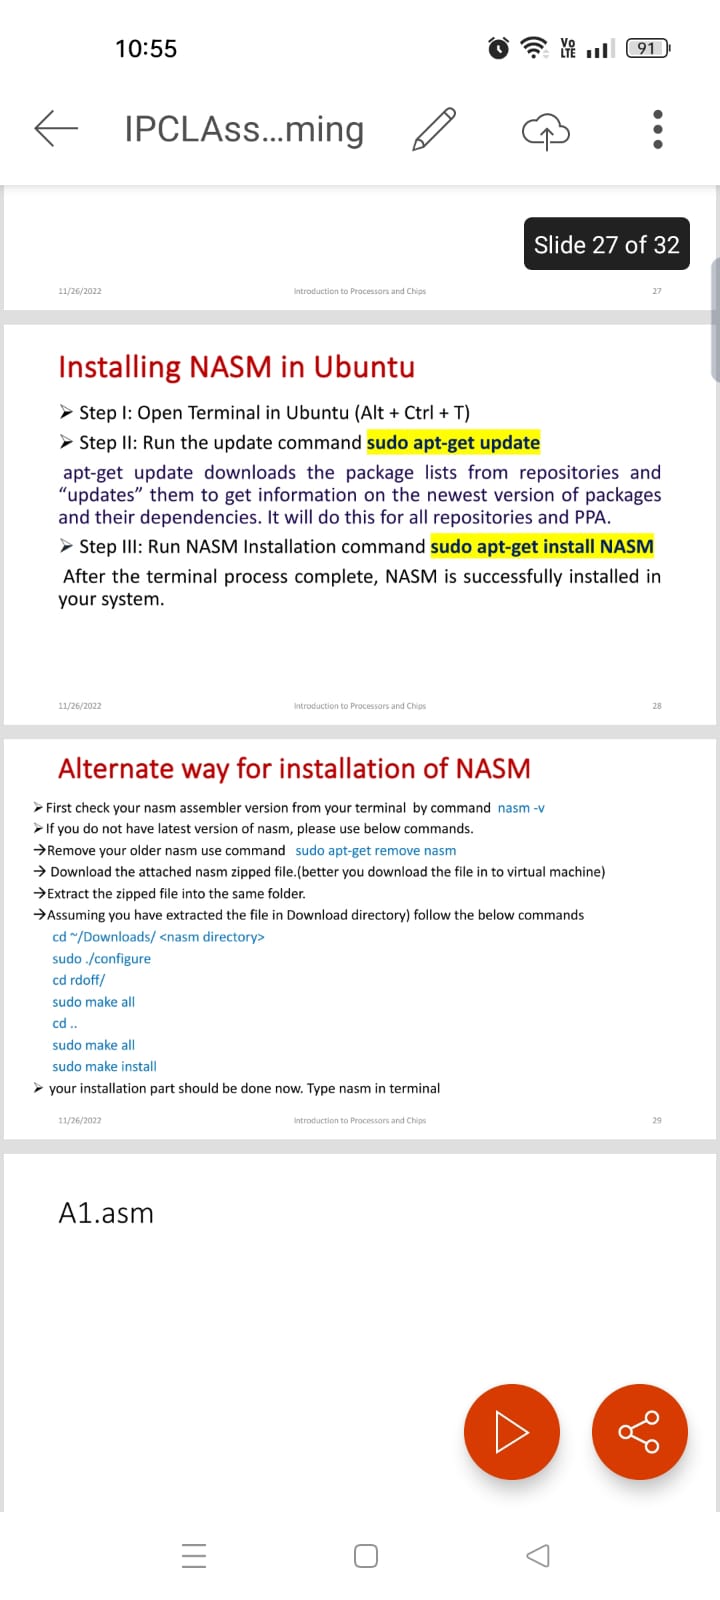 10:55
Vo LTE 91
IPCLAss...ming
Slide 27 of 32
11/26/2022 Introduction to Processors and Chips 27
Installing NASM in Ubuntu
➢ Step I: Open Terminal in Ubuntu (Alt + Ctrl + T)
➢ Step II: Run the update command sudo apt-get update
apt-get update downloads the package lists from repositories and
“updates” them to get information on the newest version of packages
and their dependencies. It will do this for all repositories and PPA.
➢ Step III: Run NASM Installation command sudo apt-get install NASM
After the terminal process complete, NASM is successfully installed in
your system.
11/26/2022 Introduction to Processors and Chips 28
Alternate way for installation of NASM
➢ First check your nasm assembler version from your terminal by command nasm -v
➢ If you do not have latest version of nasm, please use below commands.
→Remove your older nasm use command sudo apt-get remove nasm
→ Download the attached nasm zipped file.(better you download the file in to virtual machine)
→Extract the zipped file into the same folder.
→Assuming you have extracted the file in Download directory) follow the below commands
cd ~/Downloads/ <nasm directory>
sudo ./configure
cd rdoff/
sudo make all
cd ..
sudo make all
sudo make install
➢ your installation part should be done now. Type nasm in terminal
11/26/2022 Introduction to Processors and Chips 29
A1.asm